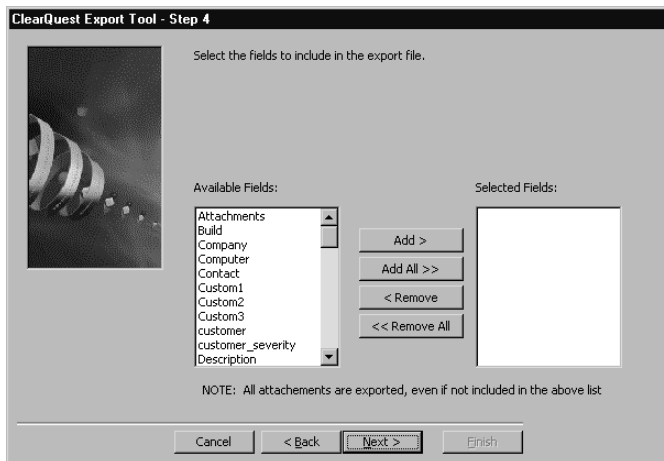 ClearQuest Export Tool - Step 4
Select the fields to include in the export file.
Available Fields:
Selected Fields:
Attachments
Build
Company
Computer
Contact
Custom1
Custom2
Custom3
customer
customer_severity
Description
Add >
Add All >>
< Remove
<< Remove All
NOTE: All attachements are exported, even if not included in the above list
Cancel
< Back
Next >
Finish